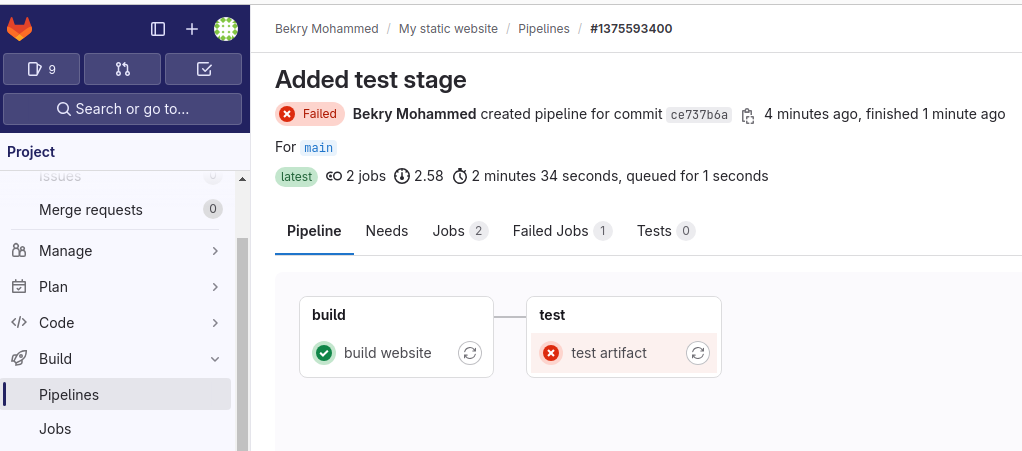 Bekry Mohammed / My static website / Pipelines / #1375593400
9
Search or go to...
Project
Issues 0
Merge requests 0
Manage
Plan
Code
Build
Pipelines
Jobs
Added test stage
Failed Bekry Mohammed created pipeline for commit ce737b6a 4 minutes ago, finished 1 minute ago
For main
latest 2 jobs 2.58 2 minutes 34 seconds, queued for 1 seconds
Pipeline Needs Jobs 2 Failed Jobs 1 Tests 0
build
build website
test
test artifact